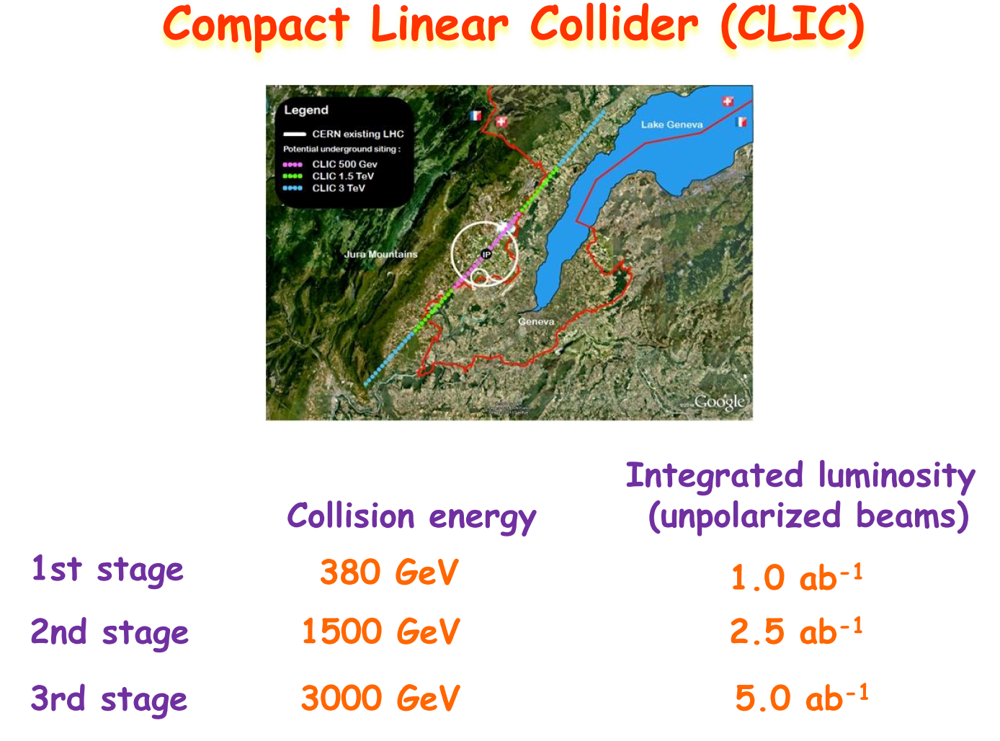 Compact Linear Collider (CLIC)
Legend
CERN existing LHC
Potential underground siting :
CLIC 500 Gev
CLIC 1.5 TeV
CLIC 3 TeV
Lake Geneva
Jura Mountains
IP
Geneva
Google
Integrated luminosity
Collision energy (unpolarized beams)
1st stage 380 GeV 1.0 ab⁻¹
2nd stage 1500 GeV 2.5 ab⁻¹
3rd stage 3000 GeV 5.0 ab⁻¹